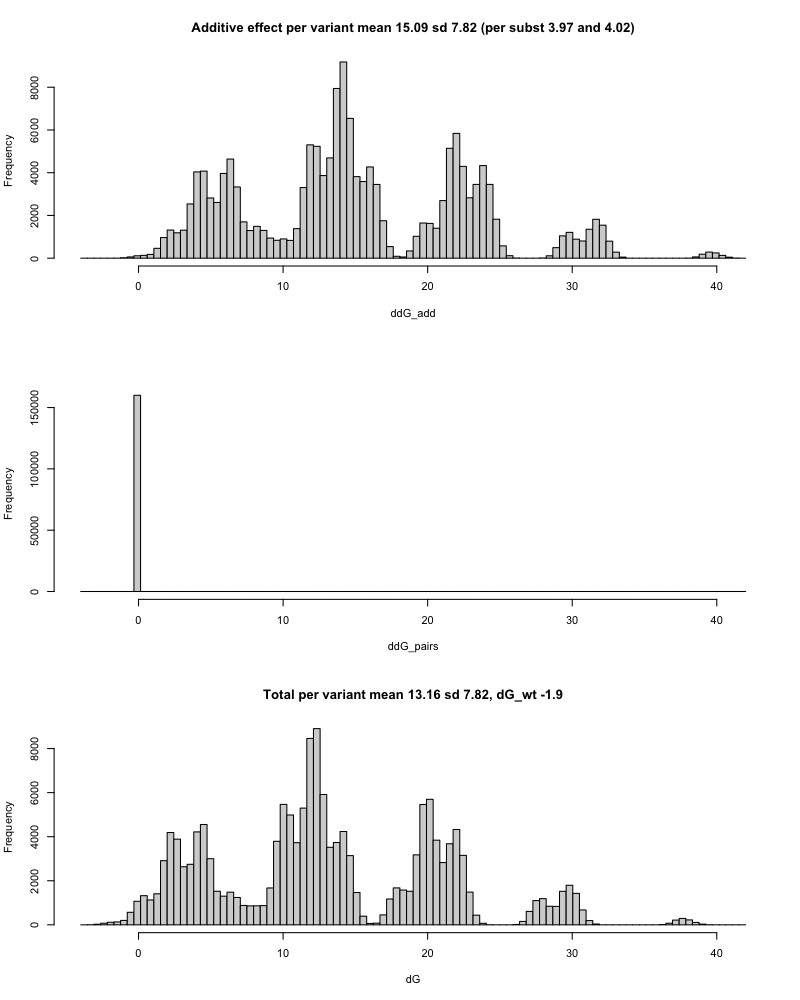 Additive effect per variant mean 15.09 sd 7.82 (per subst 3.97 and 4.02)
Frequency
0 2000 4000 6000 8000
0 10 20 30 40
ddG_add
Frequency
0 50000 100000 150000
0 10 20 30 40
ddG_pairs
Total per variant mean 13.16 sd 7.82, dG_wt -1.9
Frequency
0 2000 4000 6000 8000
0 10 20 30 40
dG